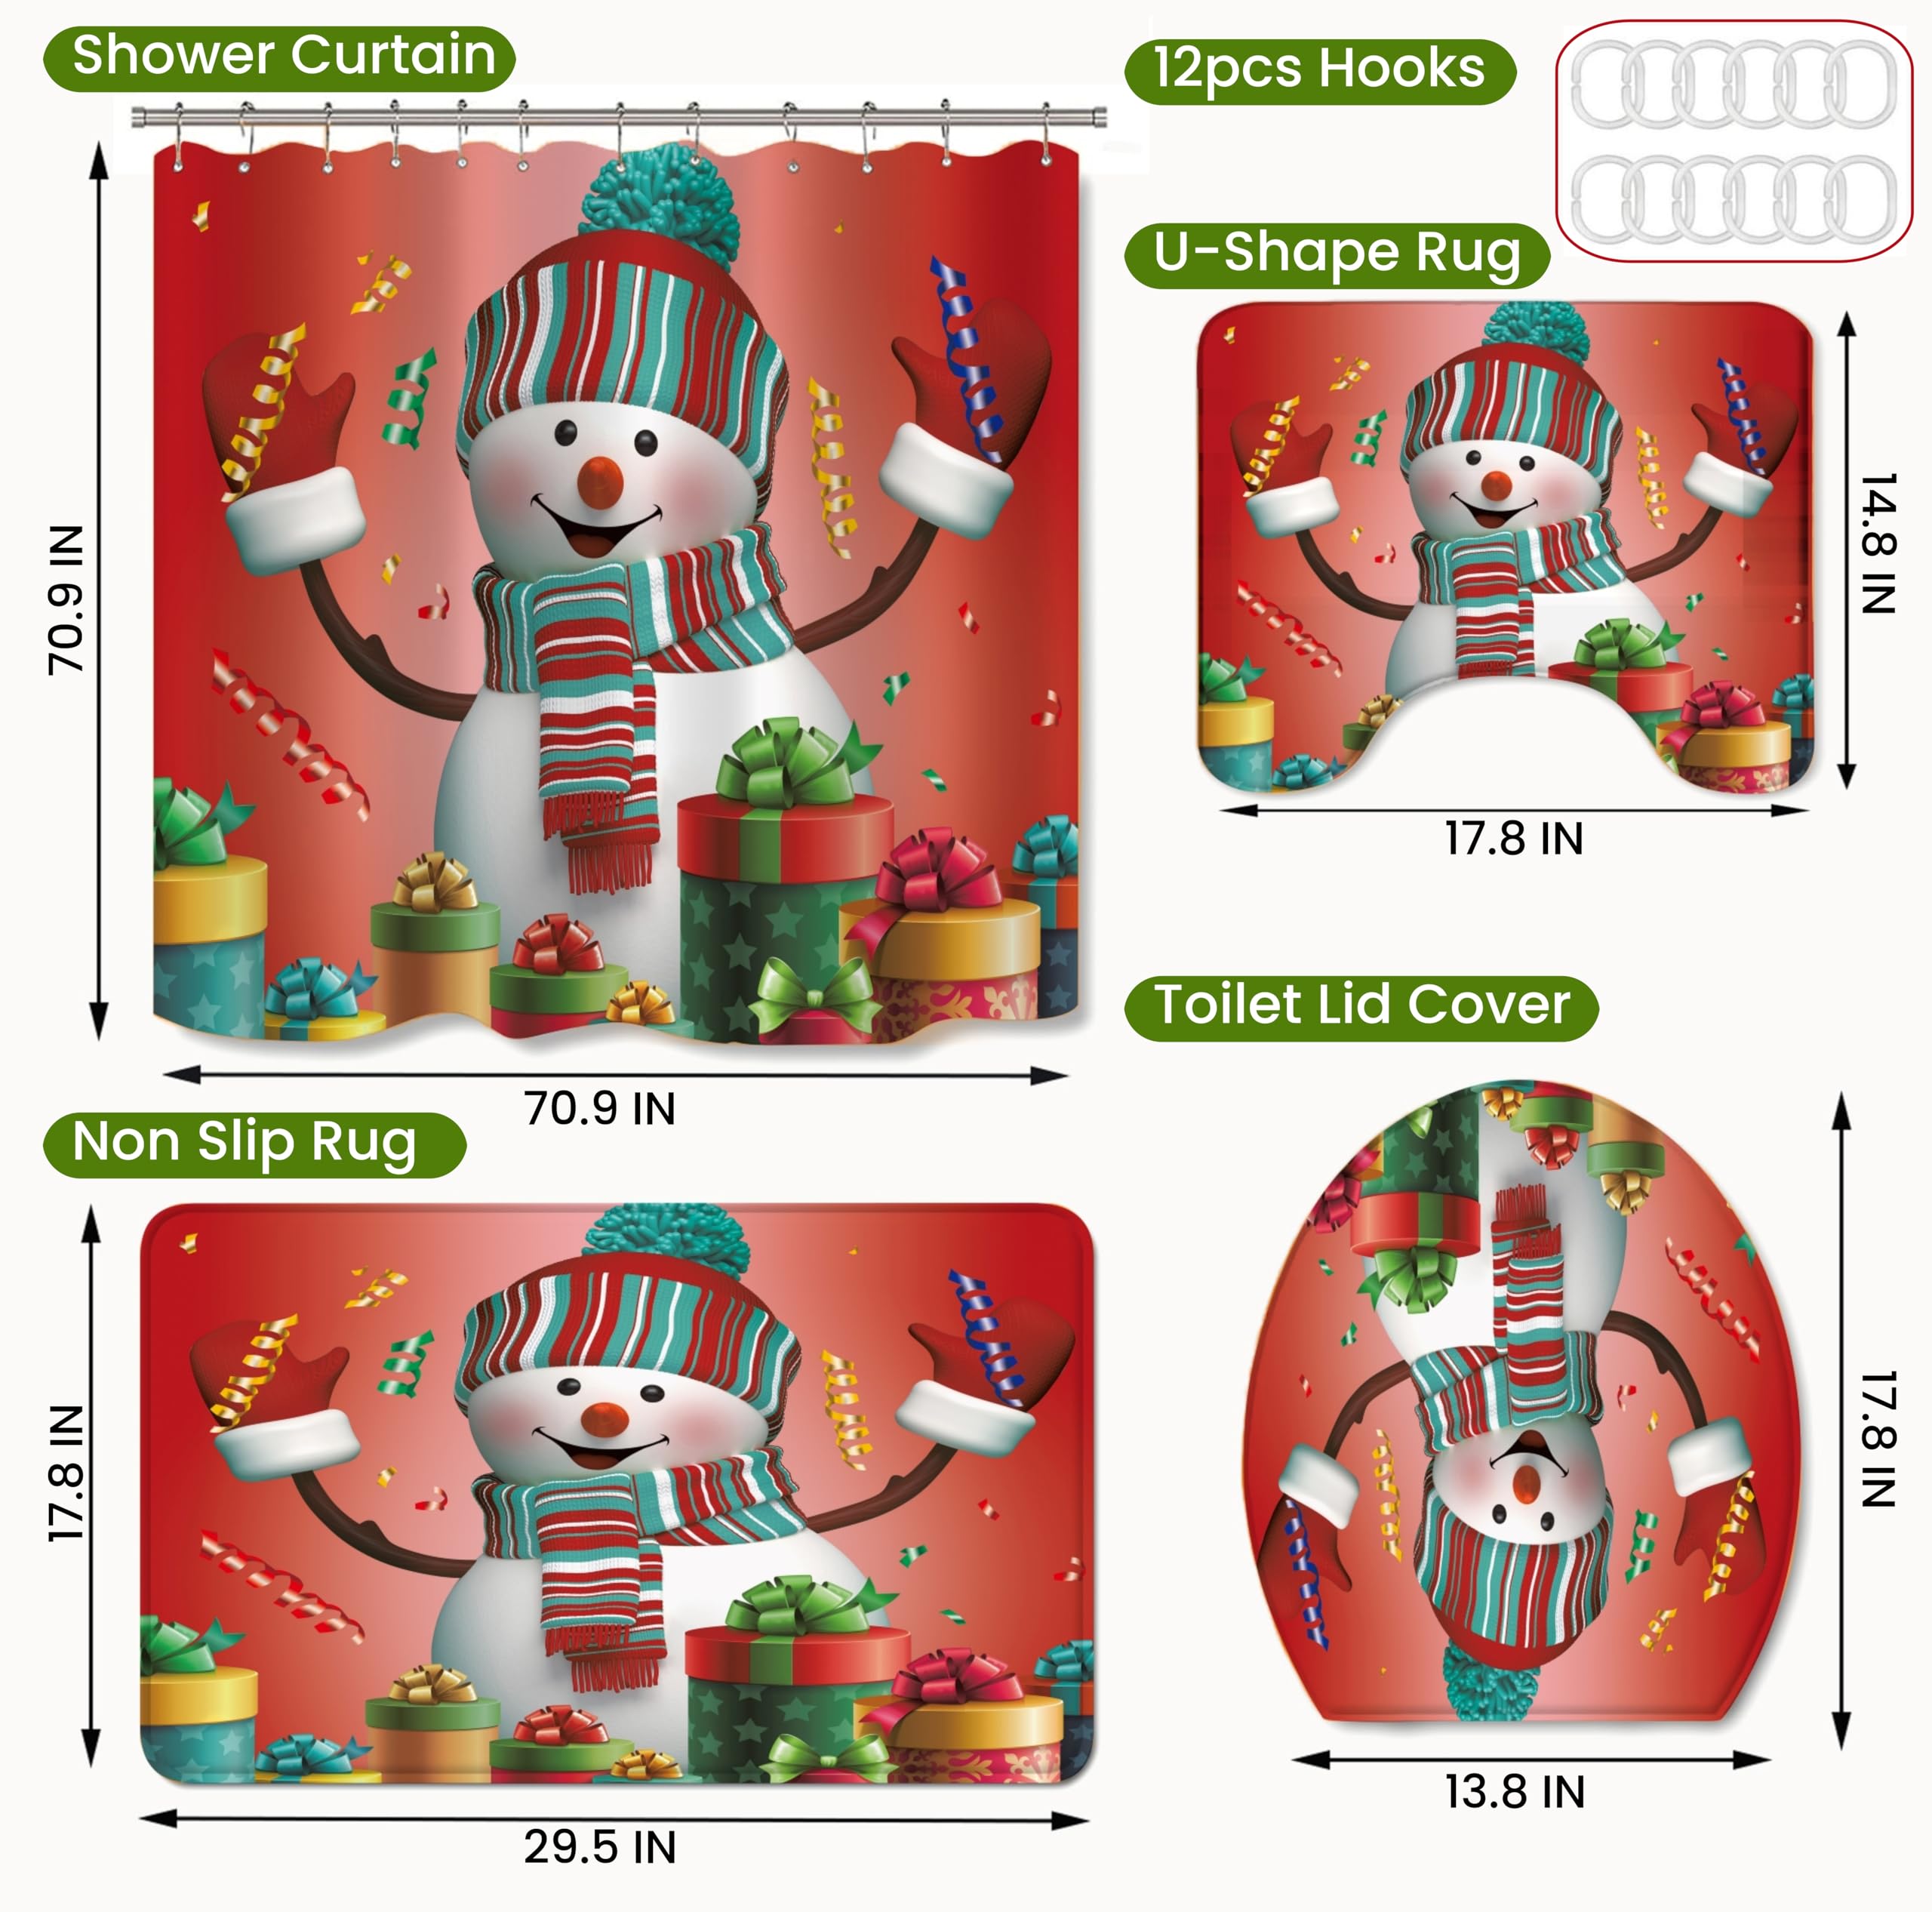 Shower Curtain
70.9 IN
70.9 IN
12pcs Hooks
U-Shape Rug
14.8 IN
17.8 IN
Non Slip Rug
17.8 IN
29.5 IN
Toilet Lid Cover
17.8 IN
13.8 IN